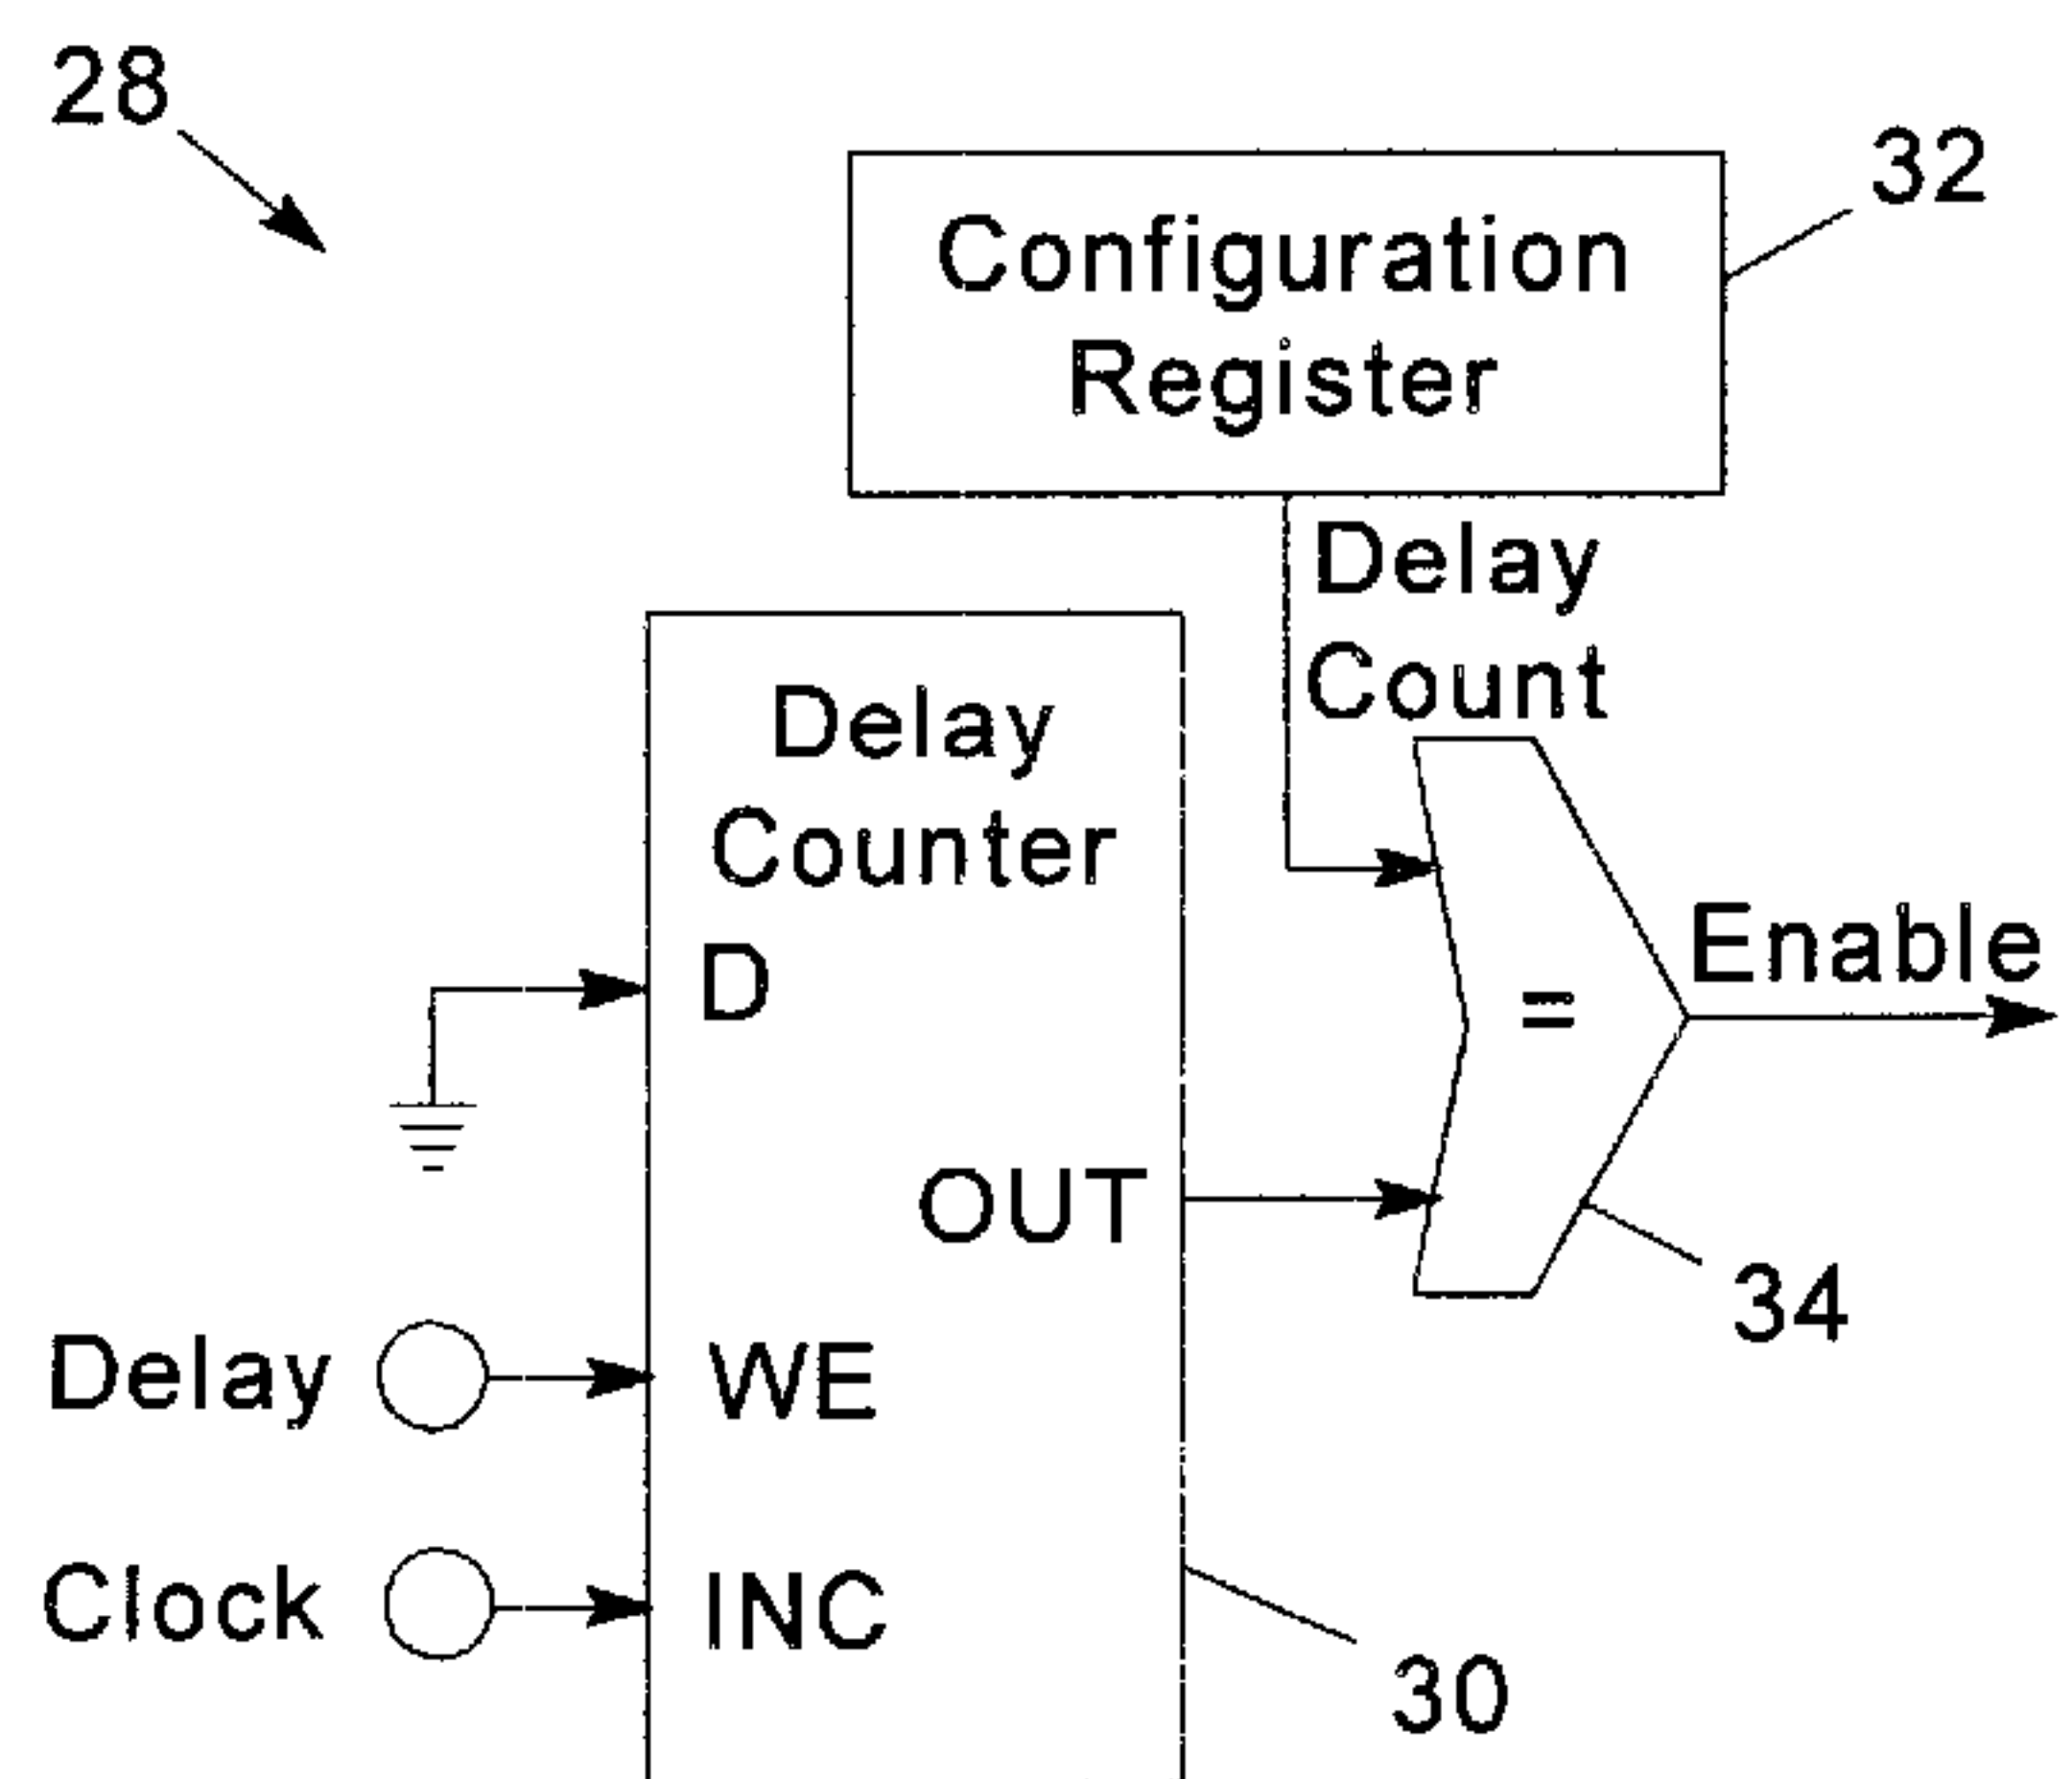 28
32
Configuration
Register
Delay
Count
Delay
Counter
D
Enable
=
OUT
34
Delay
WE
Clock
INC
30